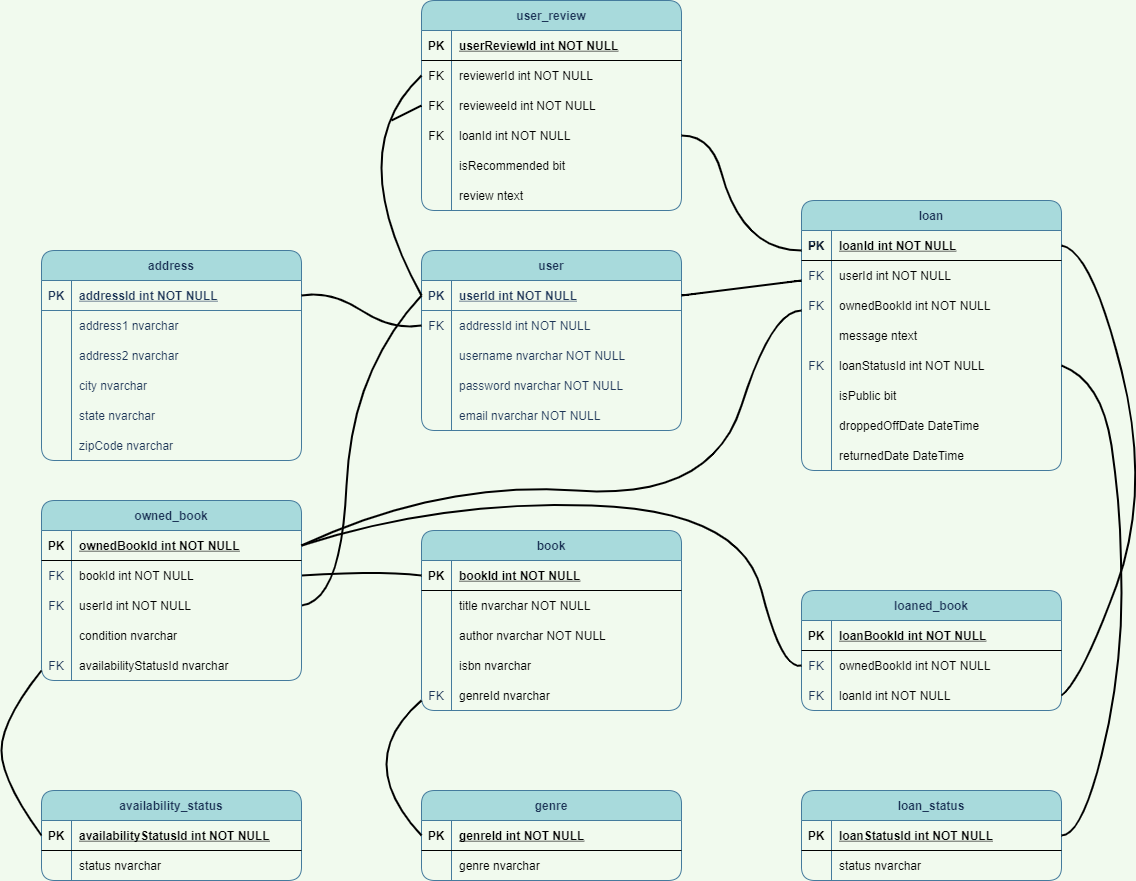 user_review
PK userReviewId int NOT NULL
FK reviewerId int NOT NULL
FK revieweeId int NOT NULL
FK loanId int NOT NULL
isRecommended bit
review ntext
loan
PK loanId int NOT NULL
FK userId int NOT NULL
FK ownedBookId int NOT NULL
message ntext
FK loanStatusId int NOT NULL
isPublic bit
droppedOffDate DateTime
returnedDate DateTime
address
PK addressId int NOT NULL
address1 nvarchar
address2 nvarchar
city nvarchar
state nvarchar
zipCode nvarchar
user
PK userId int NOT NULL
FK addressId int NOT NULL
username nvarchar NOT NULL
password nvarchar NOT NULL
email nvarchar NOT NULL
owned_book
PK ownedBookId int NOT NULL
FK bookId int NOT NULL
FK userId int NOT NULL
condition nvarchar
FK availabilityStatusId nvarchar
book
PK bookId int NOT NULL
title nvarchar NOT NULL
author nvarchar NOT NULL
isbn nvarchar
FK genreId nvarchar
loaned_book
PK loanBookId int NOT NULL
FK ownedBookId int NOT NULL
FK loanId int NOT NULL
availability_status
PK availabilityStatusId int NOT NULL
status nvarchar
genre
PK genreId int NOT NULL
genre nvarchar
loan_status
PK loanStatusId int NOT NULL
status nvarchar